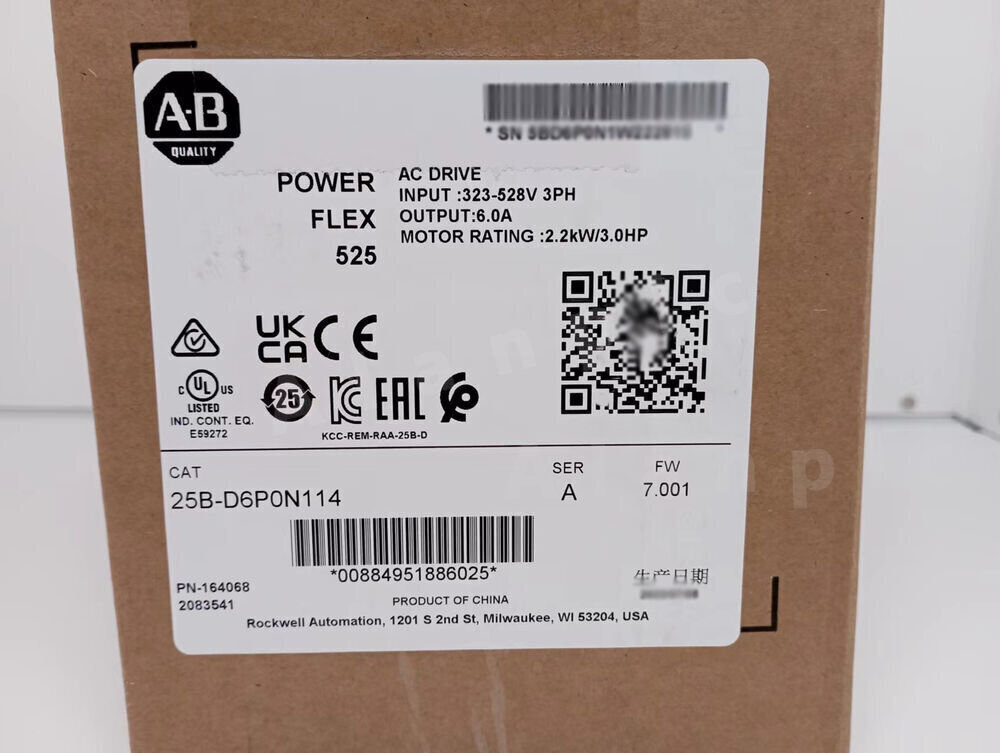 A-B
QUALITY
POWER
FLEX
525
AC DRIVE
INPUT :323-528V 3PH
OUTPUT:6.0A
MOTOR RATING :2.2kW/3.0HP
UK
CA
CE
C UL US
LISTED
IND. CONT. EQ.
E59272
25
EAC
KCC-REM-RAA-25B-D
CAT
25B-D6P0N114
SER
A
FW
7.001
*00884951886025*
PN-164068
2083541
生产日期
PRODUCT OF CHINA
Rockwell Automation, 1201 S 2nd St, Milwaukee, WI 53204, USA